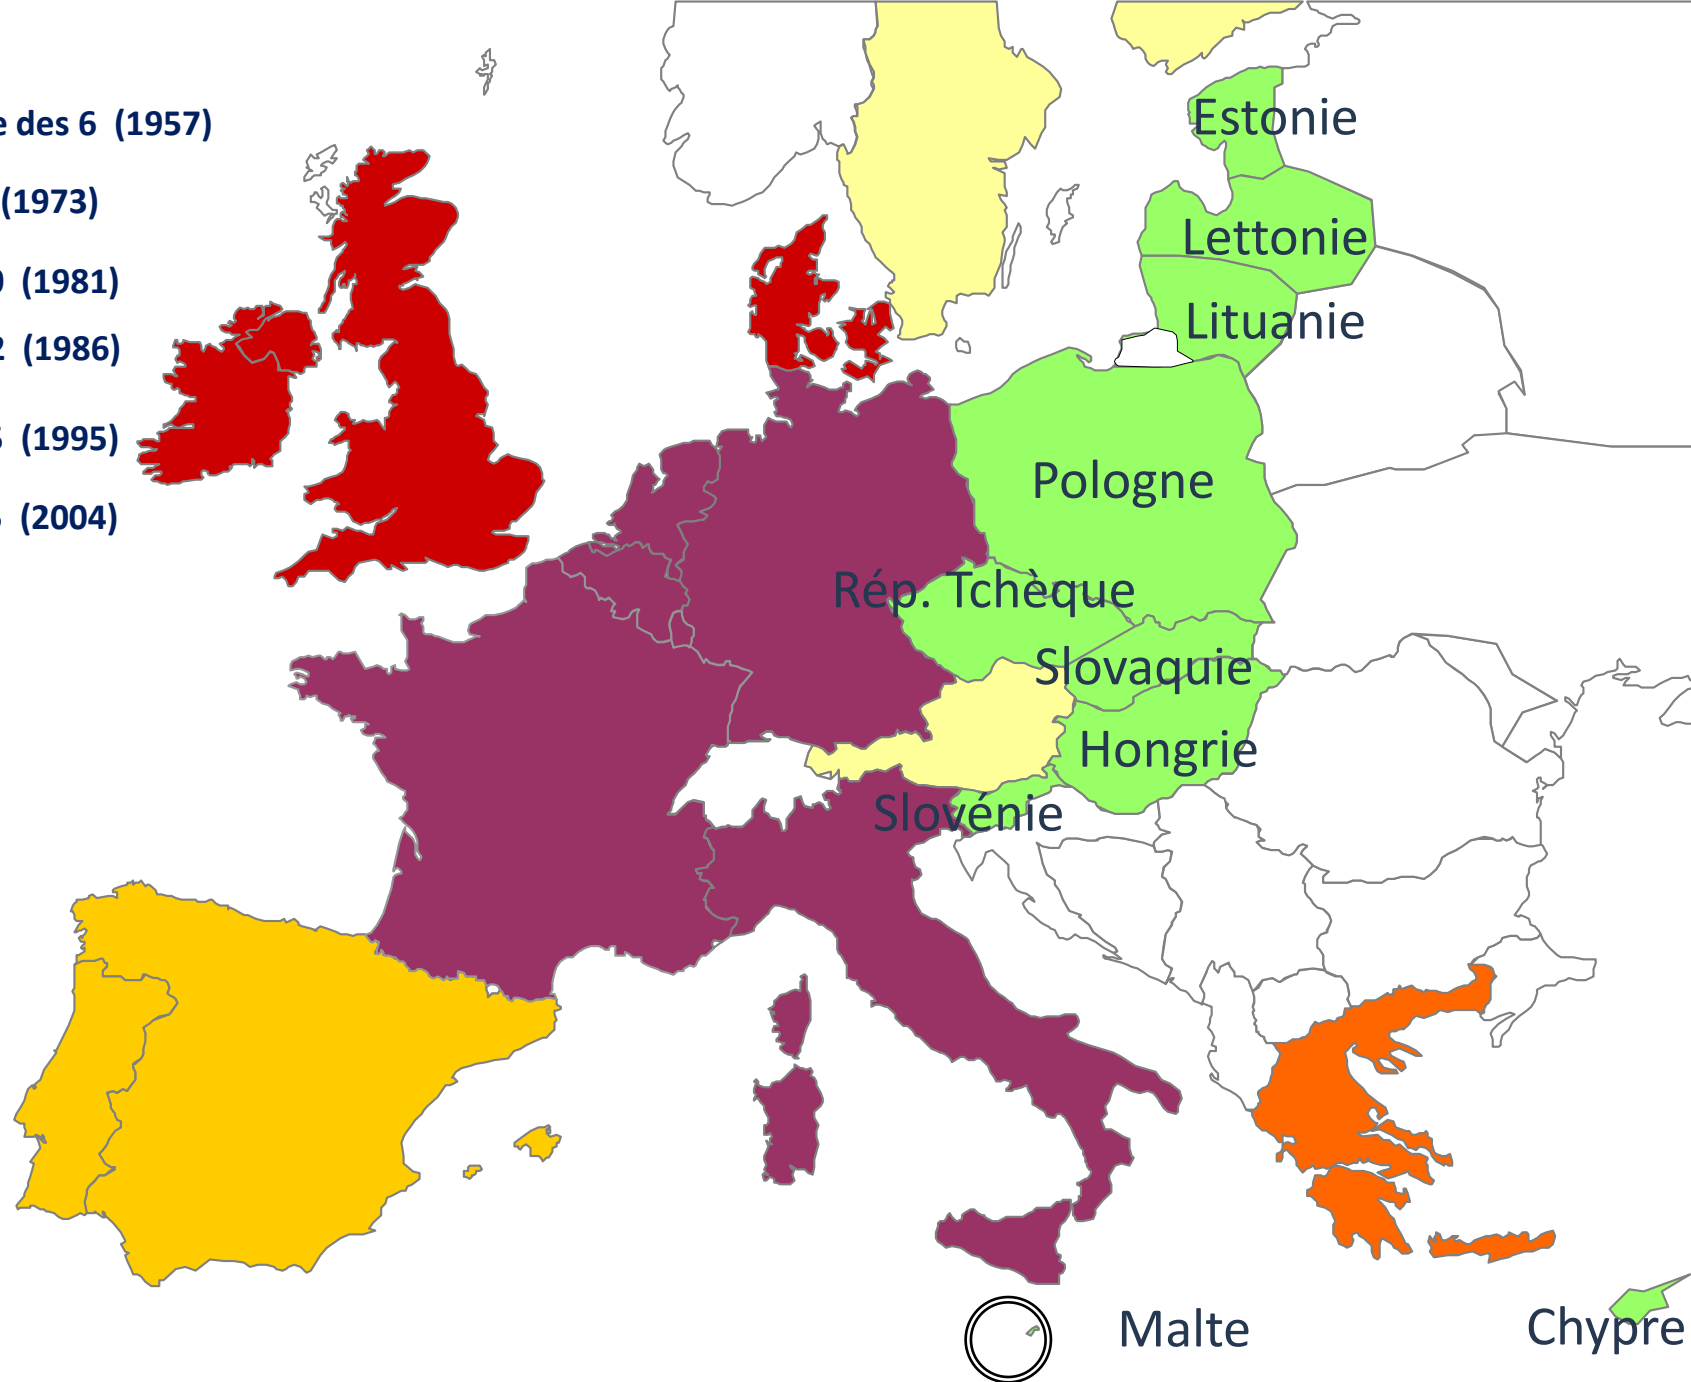 des 6 (1957)
(1973)
(1981)
(1986)
(1995)
(2004)
Estonie
Lettonie
Lituanie
Pologne
Rép. Tchèque
Slovaquie
Hongrie
Slovénie
Malte
Chypre